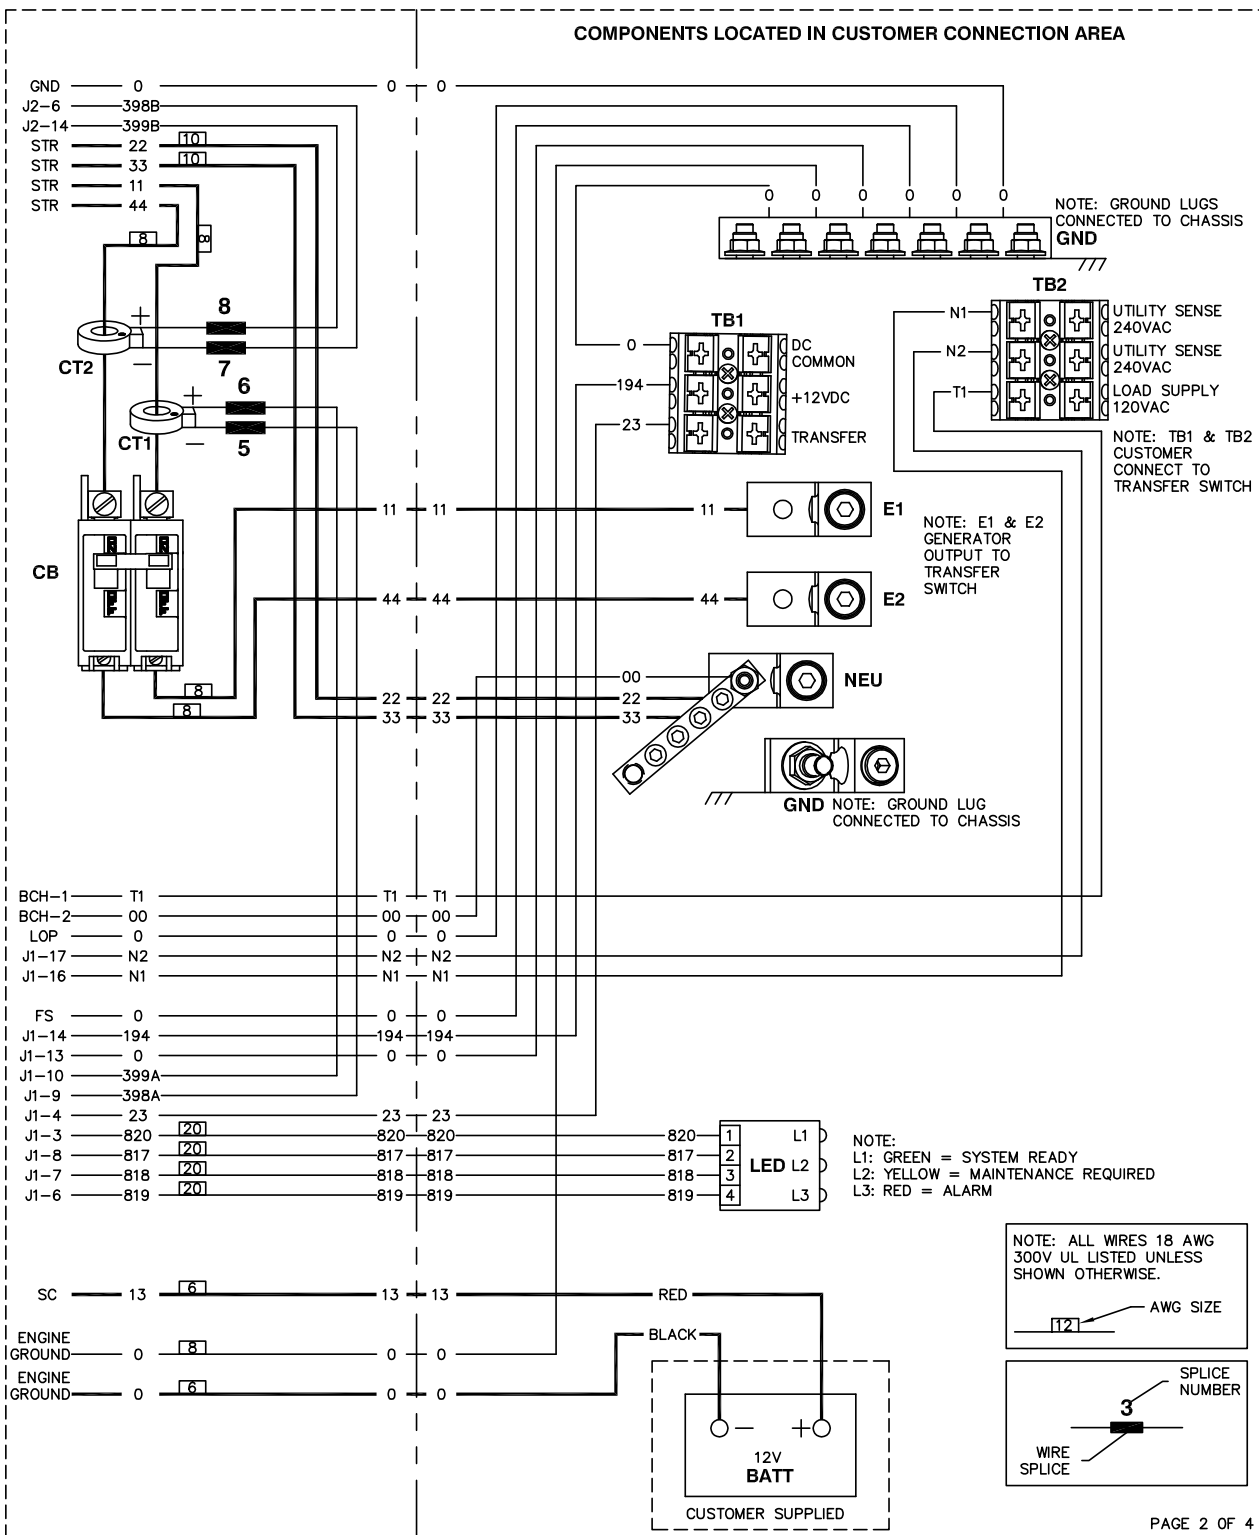 COMPONENTS LOCATED IN CUSTOMER CONNECTION AREA
GND 0 0 0
J2-6 398B
J2-14 399B
STR 22 10
STR 33 10
STR 11
STR 44
8 8
0 0 0 0 0 0
NOTE: GROUND LUGS
CONNECTED TO CHASSIS
GND
TB2
N1
UTILITY SENSE
240VAC
N2
UTILITY SENSE
240VAC
T1
LOAD SUPPLY
120VAC
NOTE: TB1 & TB2
CUSTOMER
CONNECT TO
TRANSFER SWITCH
TB1
0
DC
COMMON
194
+12VDC
23
TRANSFER
+ 8
CT2 − 7
+ 6
CT1 − 5
CB
11 11 11 E1
NOTE: E1 & E2
GENERATOR
OUTPUT TO
TRANSFER
SWITCH
44 44 44 E2
8
8
00
22 22 22
33 33 33
NEU
GND
NOTE: GROUND LUG
CONNECTED TO CHASSIS
BCH-1 T1 T1 T1
BCH-2 00 00 00
LOP 0 0 0
J1-17 N2 N2 N2
J1-16 N1 N1 N1
FS 0 0 0
J1-14 194 194 194
J1-13 0 0 0
J1-10 399A
J1-9 398A
J1-4 23 23 23
J1-3 820 20 820 820 820 1 L1
J1-8 817 20 817 817 817 2
LED L2
J1-7 818 20 818 818 818 3
J1-6 819 20 819 819 819 4 L3
NOTE:
L1: GREEN = SYSTEM READY
L2: YELLOW = MAINTENANCE REQUIRED
L3: RED = ALARM
SC 13 6 13 13 RED
ENGINE
GROUND 0 8 0 0
BLACK
ENGINE
GROUND 0 6 0 0
− +
12V
BATT
CUSTOMER SUPPLIED
NOTE: ALL WIRES 18 AWG
300V UL LISTED UNLESS
SHOWN OTHERWISE.
12 AWG SIZE
SPLICE
NUMBER
3
WIRE
SPLICE
PAGE 2 OF 4